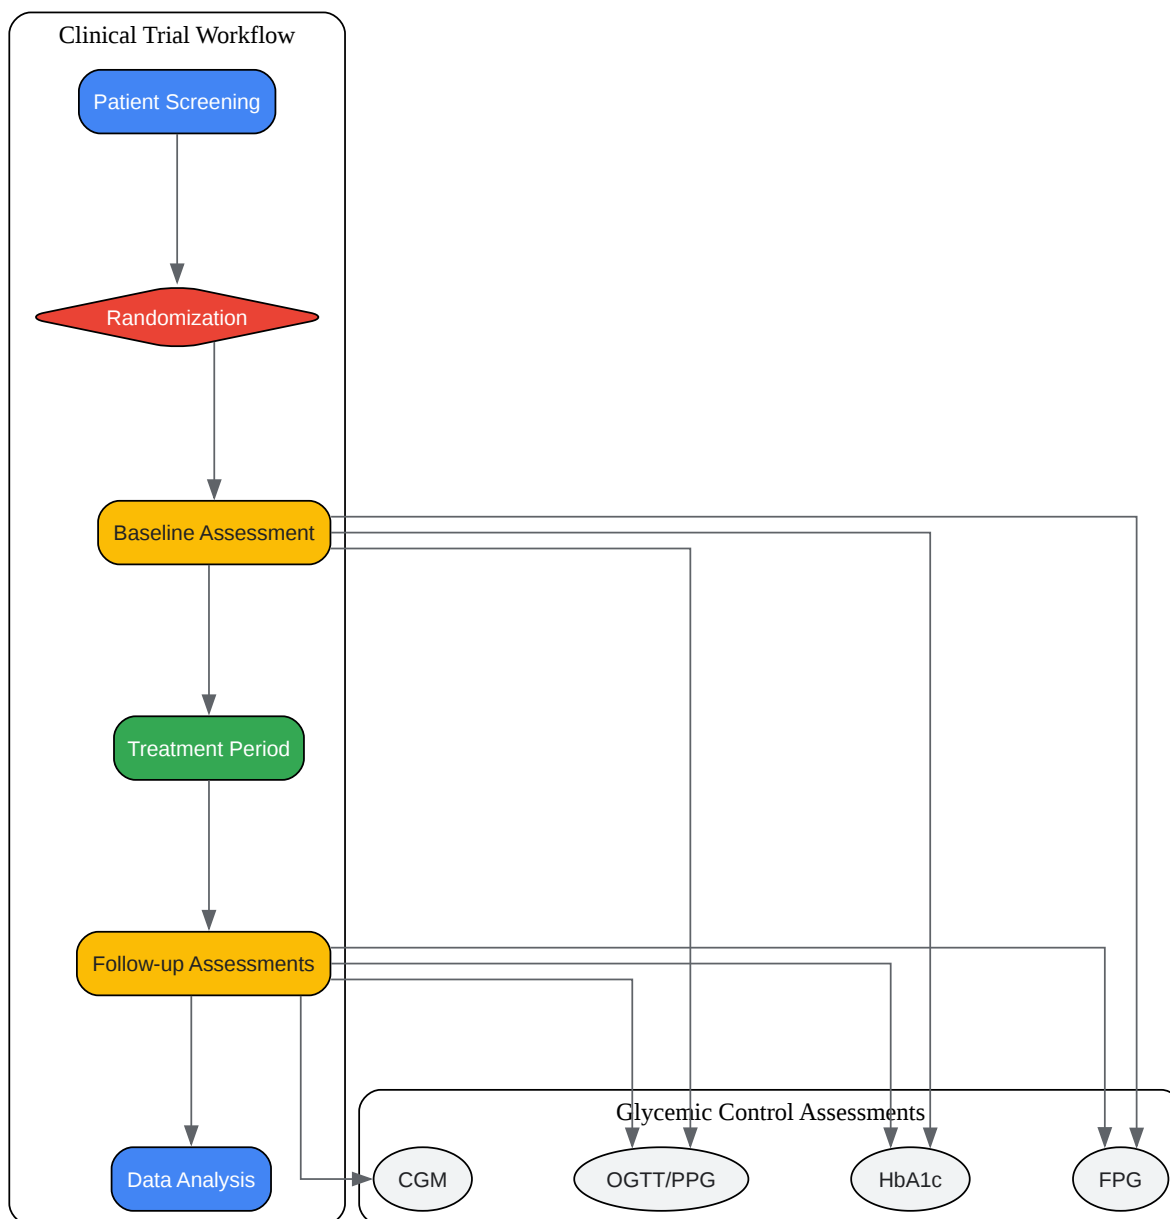 Clinical Trial Workflow
Patient Screening
Randomization
Baseline Assessment
Treatment Period
Follow-up Assessments
Data Analysis
Glycemic Control Assessments
CGM
OGTT/PPG
HbA1c
FPG